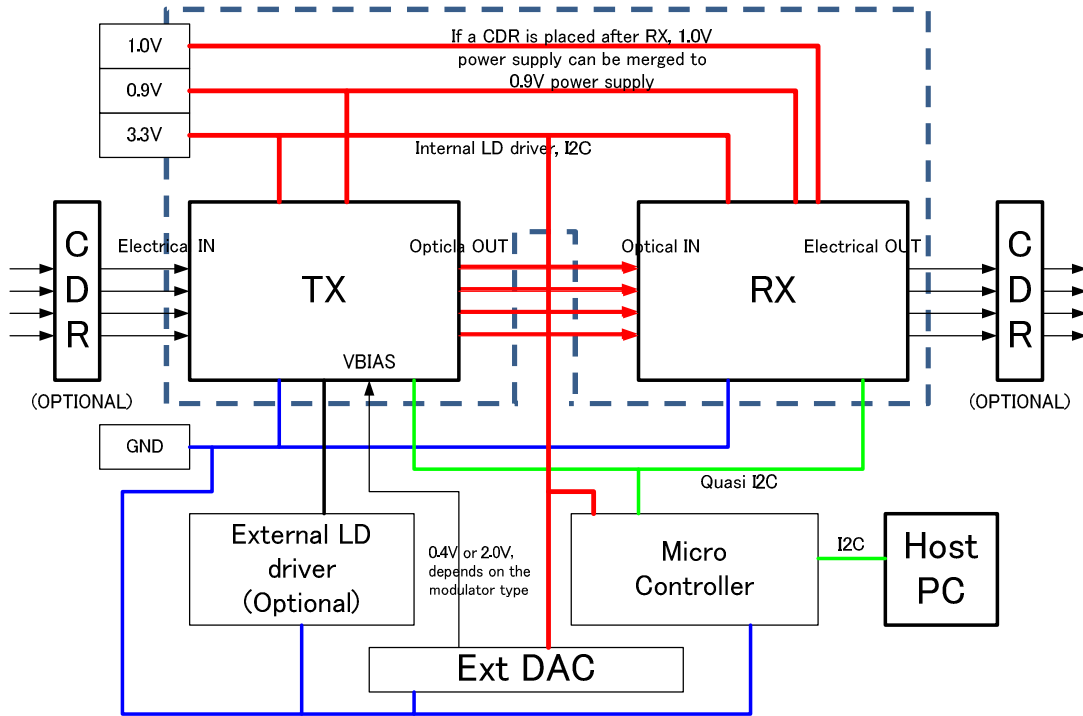 1.0V
If a CDR is placed after RX, 1.0V
power supply can be merged to
0.9V power supply
0.9V
3.3V
Internal LD driver, I2C
C
D
R
(OPTIONAL)
Electrical IN
TX
Opticla OUT
VBIAS
Optical IN
RX
Electrical OUT
C
D
R
(OPTIONAL)
GND
Quasi I2C
External LD
driver
(Optional)
0.4V or 2.0V,
depends on the
modulator type
Micro
Controller
I2C
Host
PC
Ext DAC